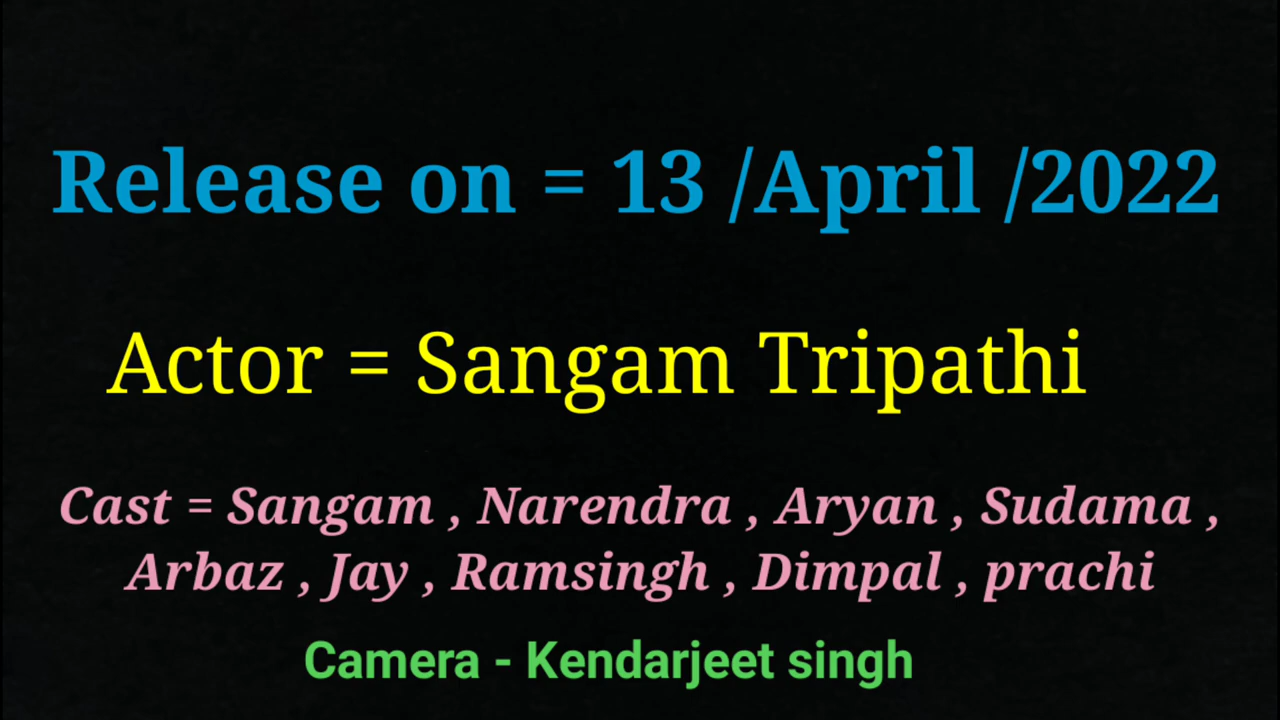 Release on = 13 /April /2022
Actor = Sangam Tripathi
Cast = Sangam , Narendra , Aryan , Sudama ,
Arbaz , Jay , Ramsingh , Dimpal , prachi
Camera - Kendarjeet singh